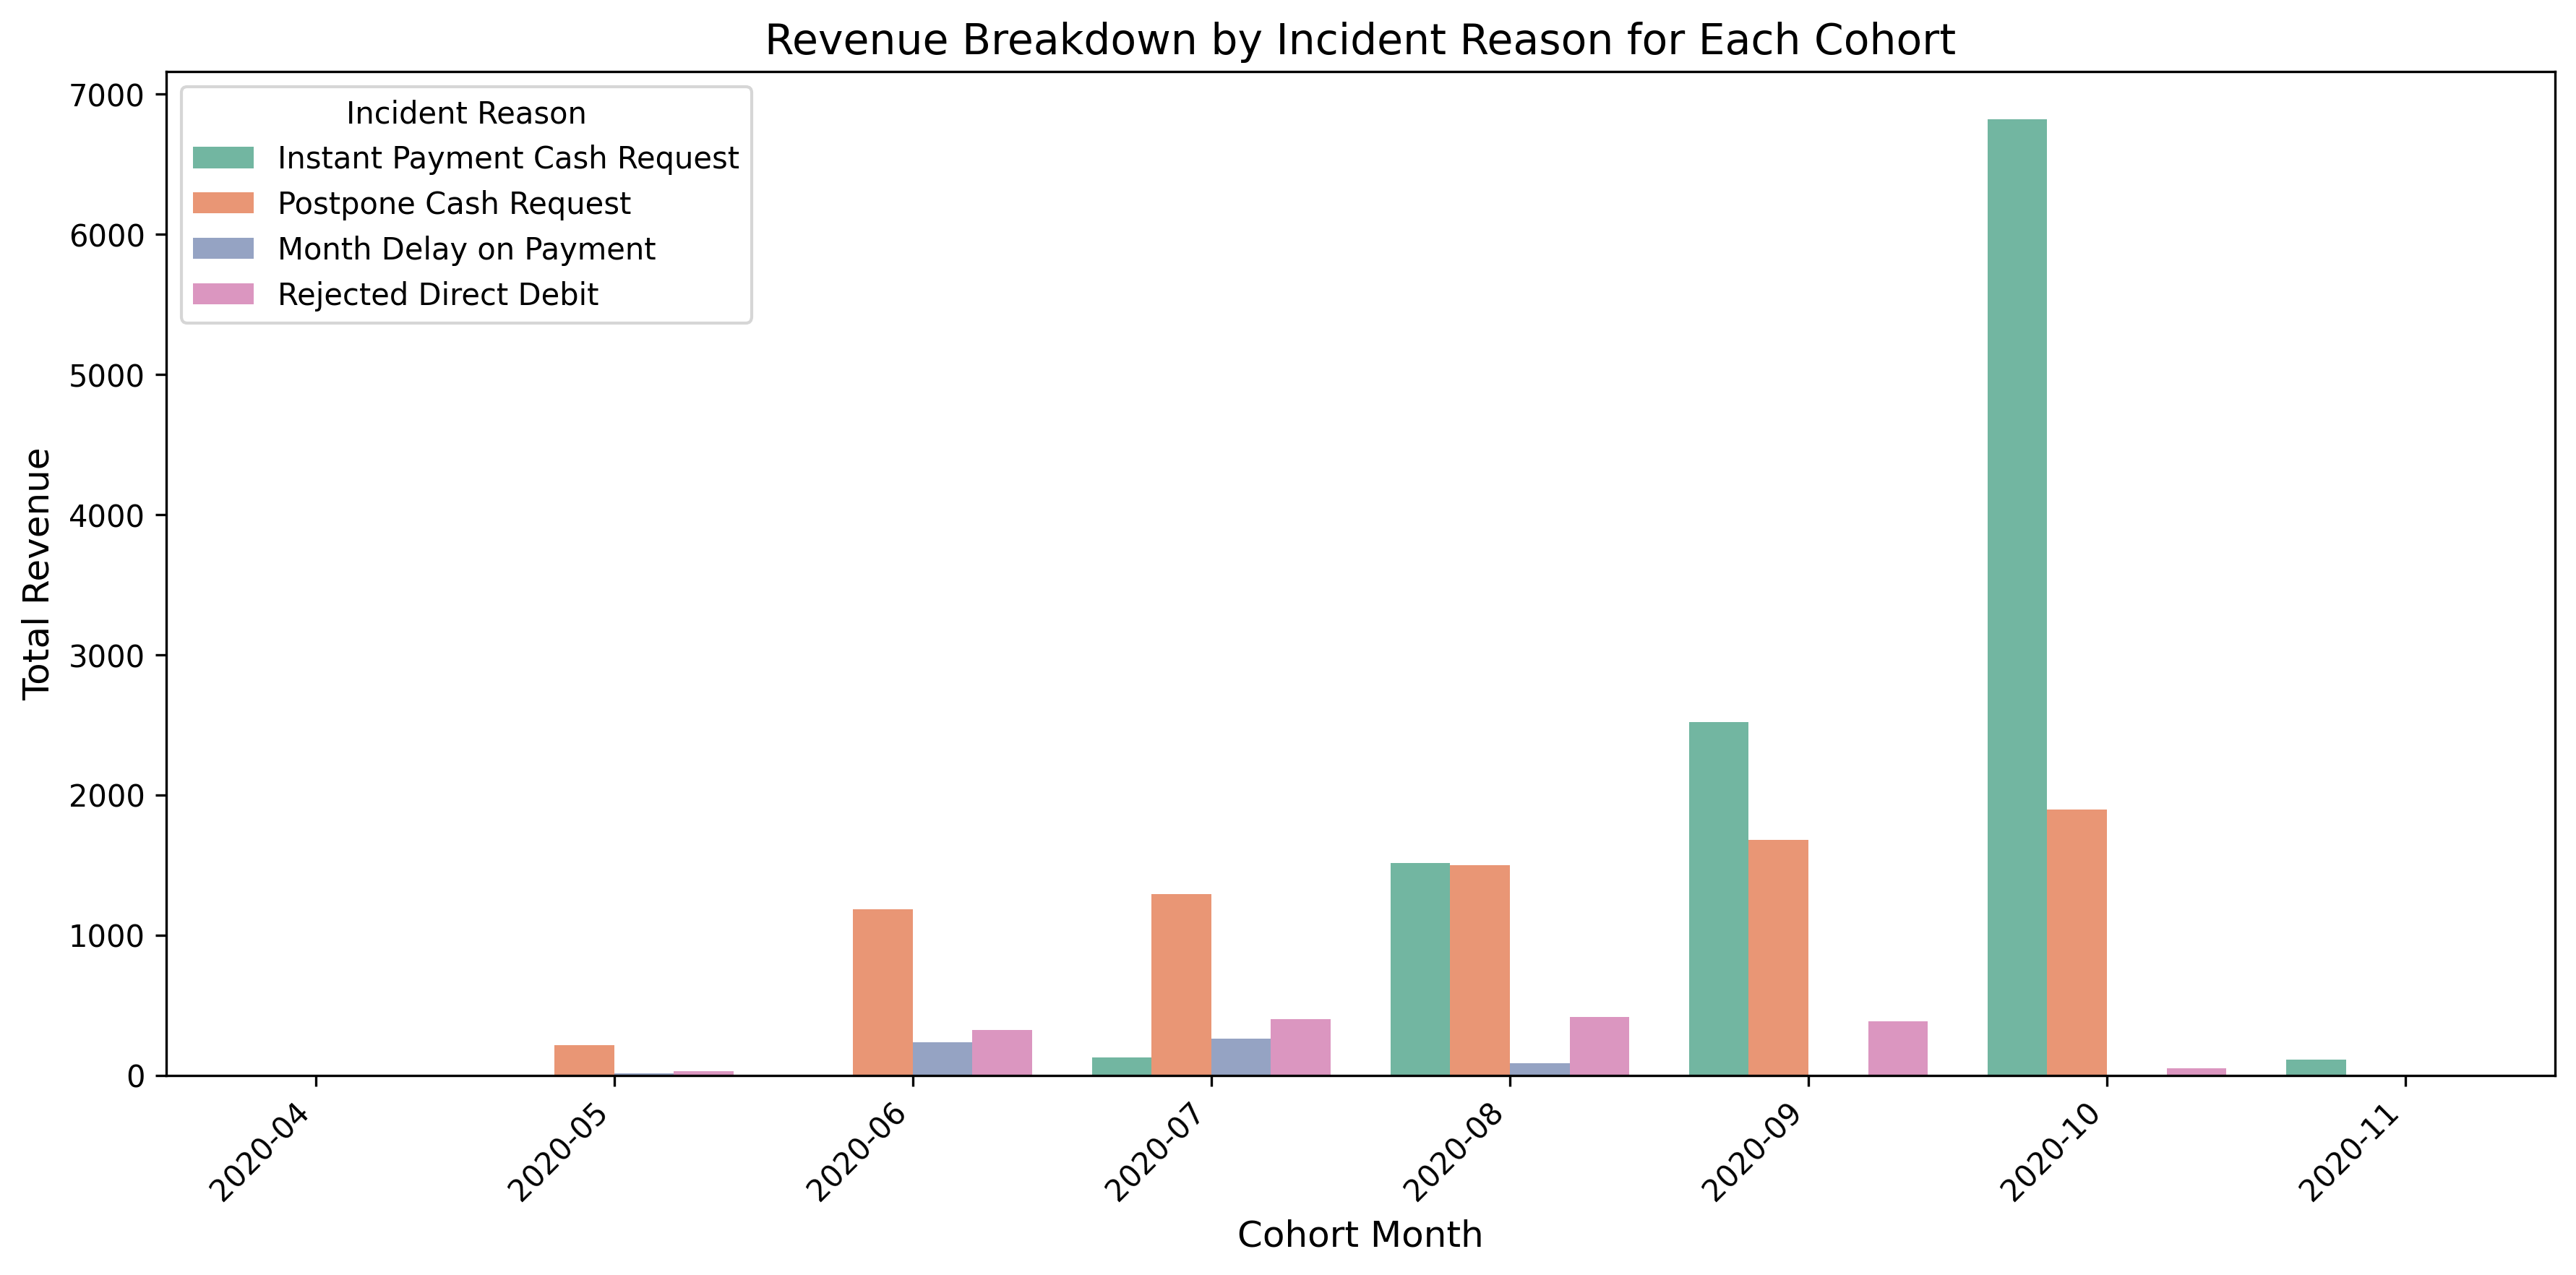 Revenue Breakdown by Incident Reason for Each Cohort
Incident Reason
Instant Payment Cash Request
Postpone Cash Request
Month Delay on Payment
Rejected Direct Debit
Total Revenue
7000
6000
5000
4000
3000
2000
1000
0
2020-04
2020-05
2020-06
2020-07
2020-08
2020-09
2020-10
2020-11
Cohort Month